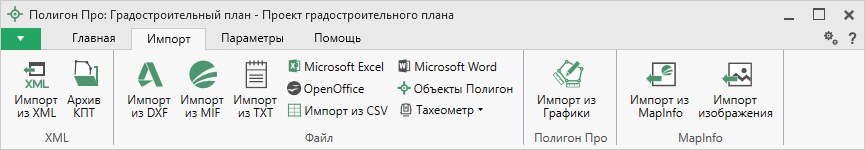 Полигон Про: Градостроительный план - Проект градостроительного плана
Главная Импорт Параметры Помощь
?
XML
Импорт из XML
Архив КПТ
XML
Импорт из DXF
Импорт из MIF
TXT
Импорт из TXT
Microsoft Excel
OpenOffice
Импорт из CSV
Microsoft Word
Объекты Полигон
Тахеометр
Файл
Импорт из Графики
Полигон Про
Импорт из MapInfo
Импорт изображения
MapInfo